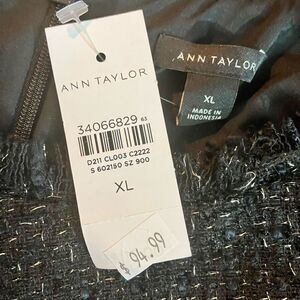 ANN TAYLOR
34066829 63
D211 CL003 C2222
S 602150 SZ 900
XL
$94.99
ANN TAYLOR
XL
MADE IN
INDONESIA